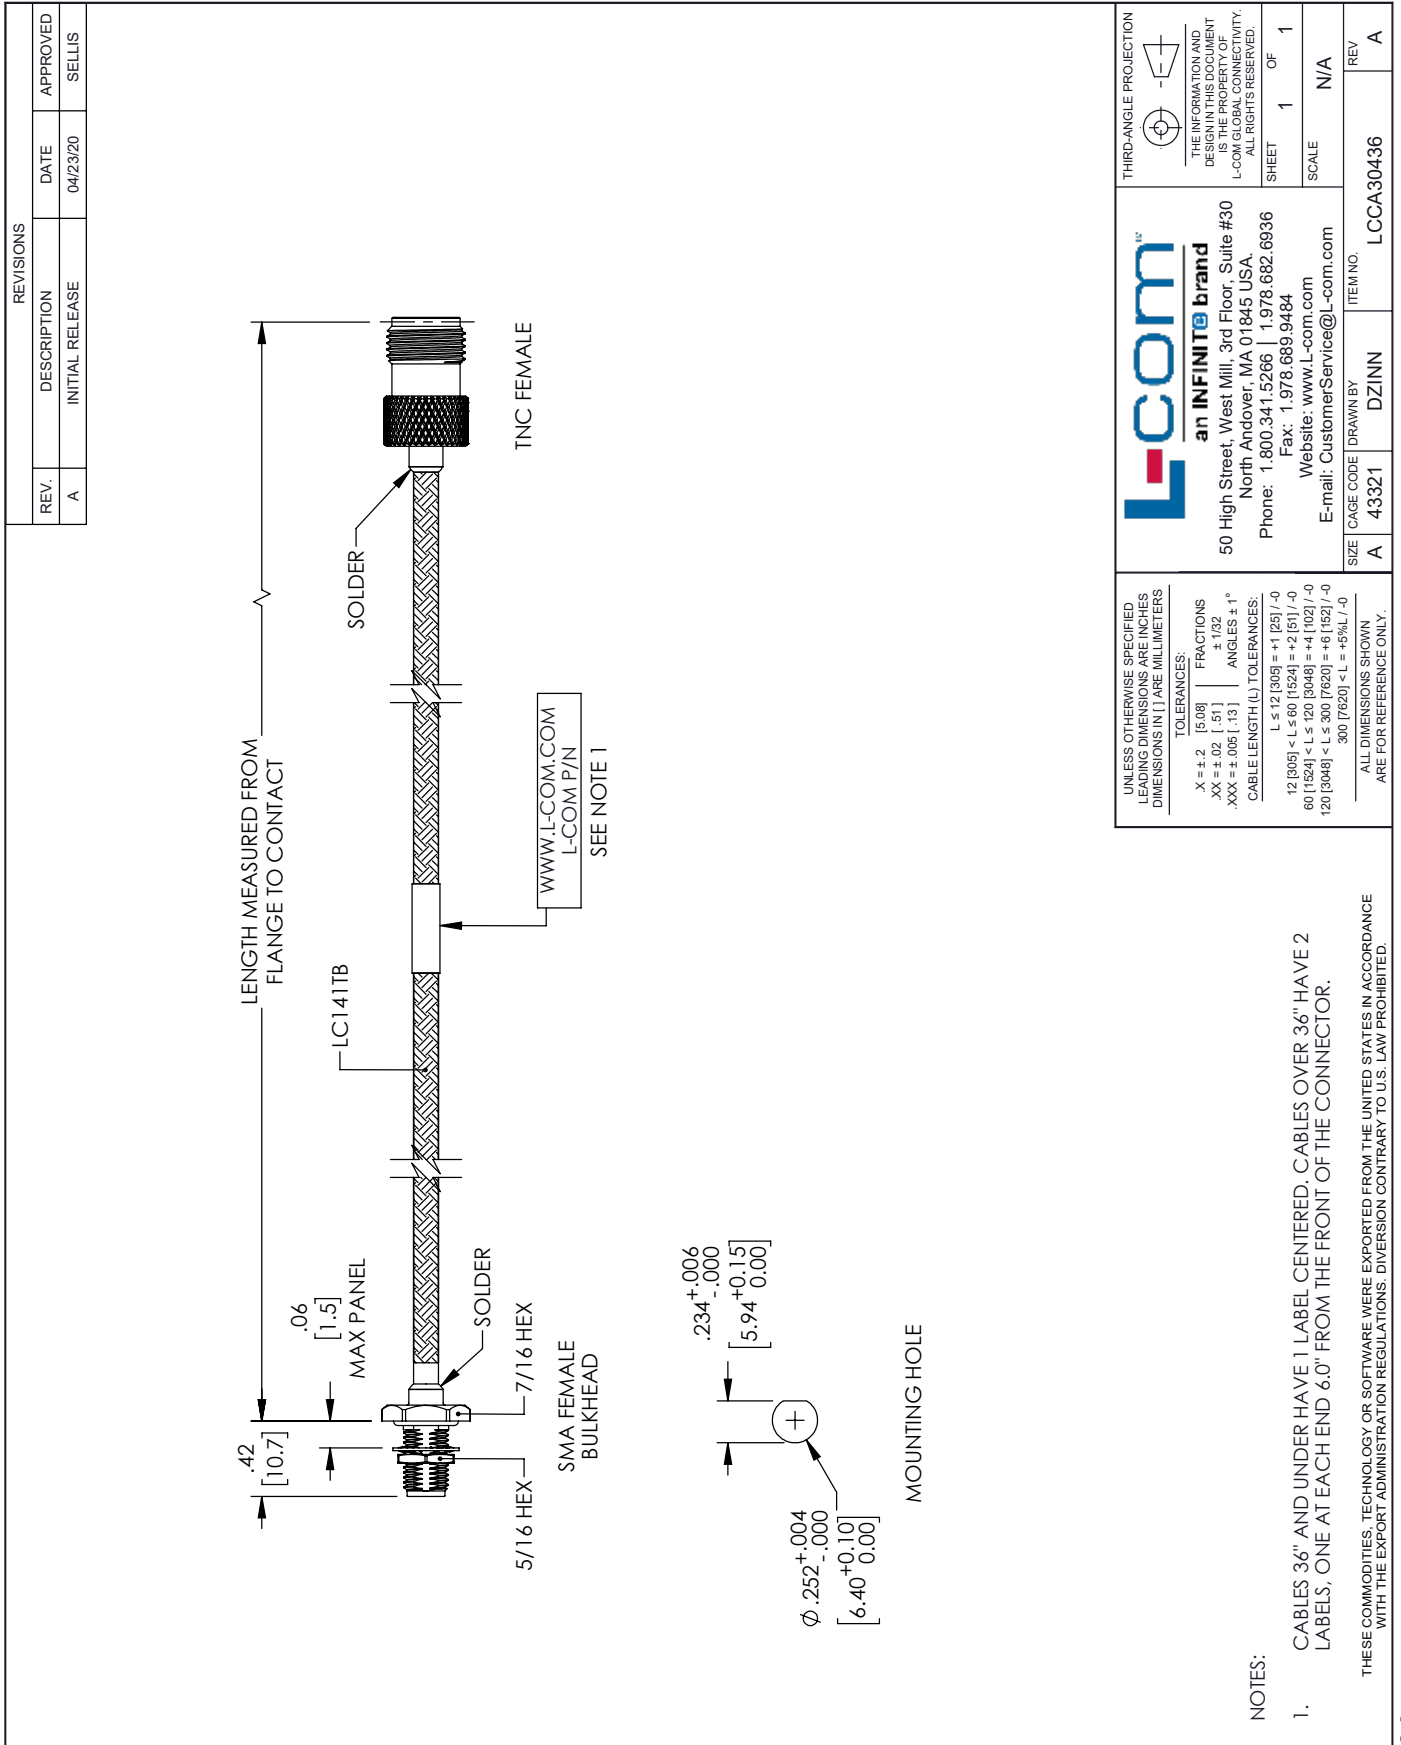 REVISIONS
REV. DESCRIPTION DATE APPROVED
A INITIAL RELEASE 04/23/20 SELLIS
LENGTH MEASURED FROM
FLANGE TO CONTACT
.42
[10.7]
.06
[1.5]
MAX PANEL
LC141TB
SOLDER
SOLDER
7/16 HEX
5/16 HEX
SMA FEMALE
BULKHEAD
TNC FEMALE
WWW.L-COM.COM
L-COM P/N
SEE NOTE 1
.234 +.006
-.000
[5.94 +0.15
0.00]
Ø .252 +.004
-.000
[6.40 +0.10
0.00]
MOUNTING HOLE
NOTES:
1. CABLES 36" AND UNDER HAVE 1 LABEL CENTERED. CABLES OVER 36" HAVE 2
LABELS, ONE AT EACH END 6.0" FROM THE FRONT OF THE CONNECTOR.
THESE COMMODITIES, TECHNOLOGY OR SOFTWARE WERE EXPORTED FROM THE UNITED STATES IN ACCORDANCE
WITH THE EXPORT ADMINISTRATION REGULATIONS. DIVERSION CONTRARY TO U.S. LAW PROHIBITED.
UNLESS OTHERWISE SPECIFIED
LEADING DIMENSIONS ARE INCHES
DIMENSIONS IN [ ] ARE MILLIMETERS
TOLERANCES:
.X = ±.2 [5.08] FRACTIONS
.XX = ±.02 [ .51] ± 1/32
.XXX = ±.005 [ .13 ] ANGLES ± 1°
CABLE LENGTH (L) TOLERANCES:
L ≤ 12 [305] = +1 [25] / -0
12 [305] < L ≤ 60 [1524] = +2 [51] / -0
60 [1524] < L ≤ 120 [3048] = +4 [102] / -0
120 [3048] < L ≤ 300 [7620] = +6 [152] / -0
300 [7620] < L = +5%L / -0
ALL DIMENSIONS SHOWN
ARE FOR REFERENCE ONLY.
L-com
an INFINIT@ brand
50 High Street, West Mill, 3rd Floor, Suite #30
North Andover, MA 01845 USA.
Phone: 1.800.341.5266 | 1.978.682.6936
Fax: 1.978.689.9484
Website: www.L-com.com
E-mail: CustomerService@L-com.com
THIRD-ANGLE PROJECTION
THE INFORMATION AND
DESIGN IN THIS DOCUMENT
IS THE PROPERTY OF
L-COM GLOBAL CONNECTIVITY.
ALL RIGHTS RESERVED.
SHEET 1 OF 1
SCALE N/A
SIZE A
CAGE CODE 43321
DRAWN BY DZINN
ITEM NO. LCCA30436
REV A